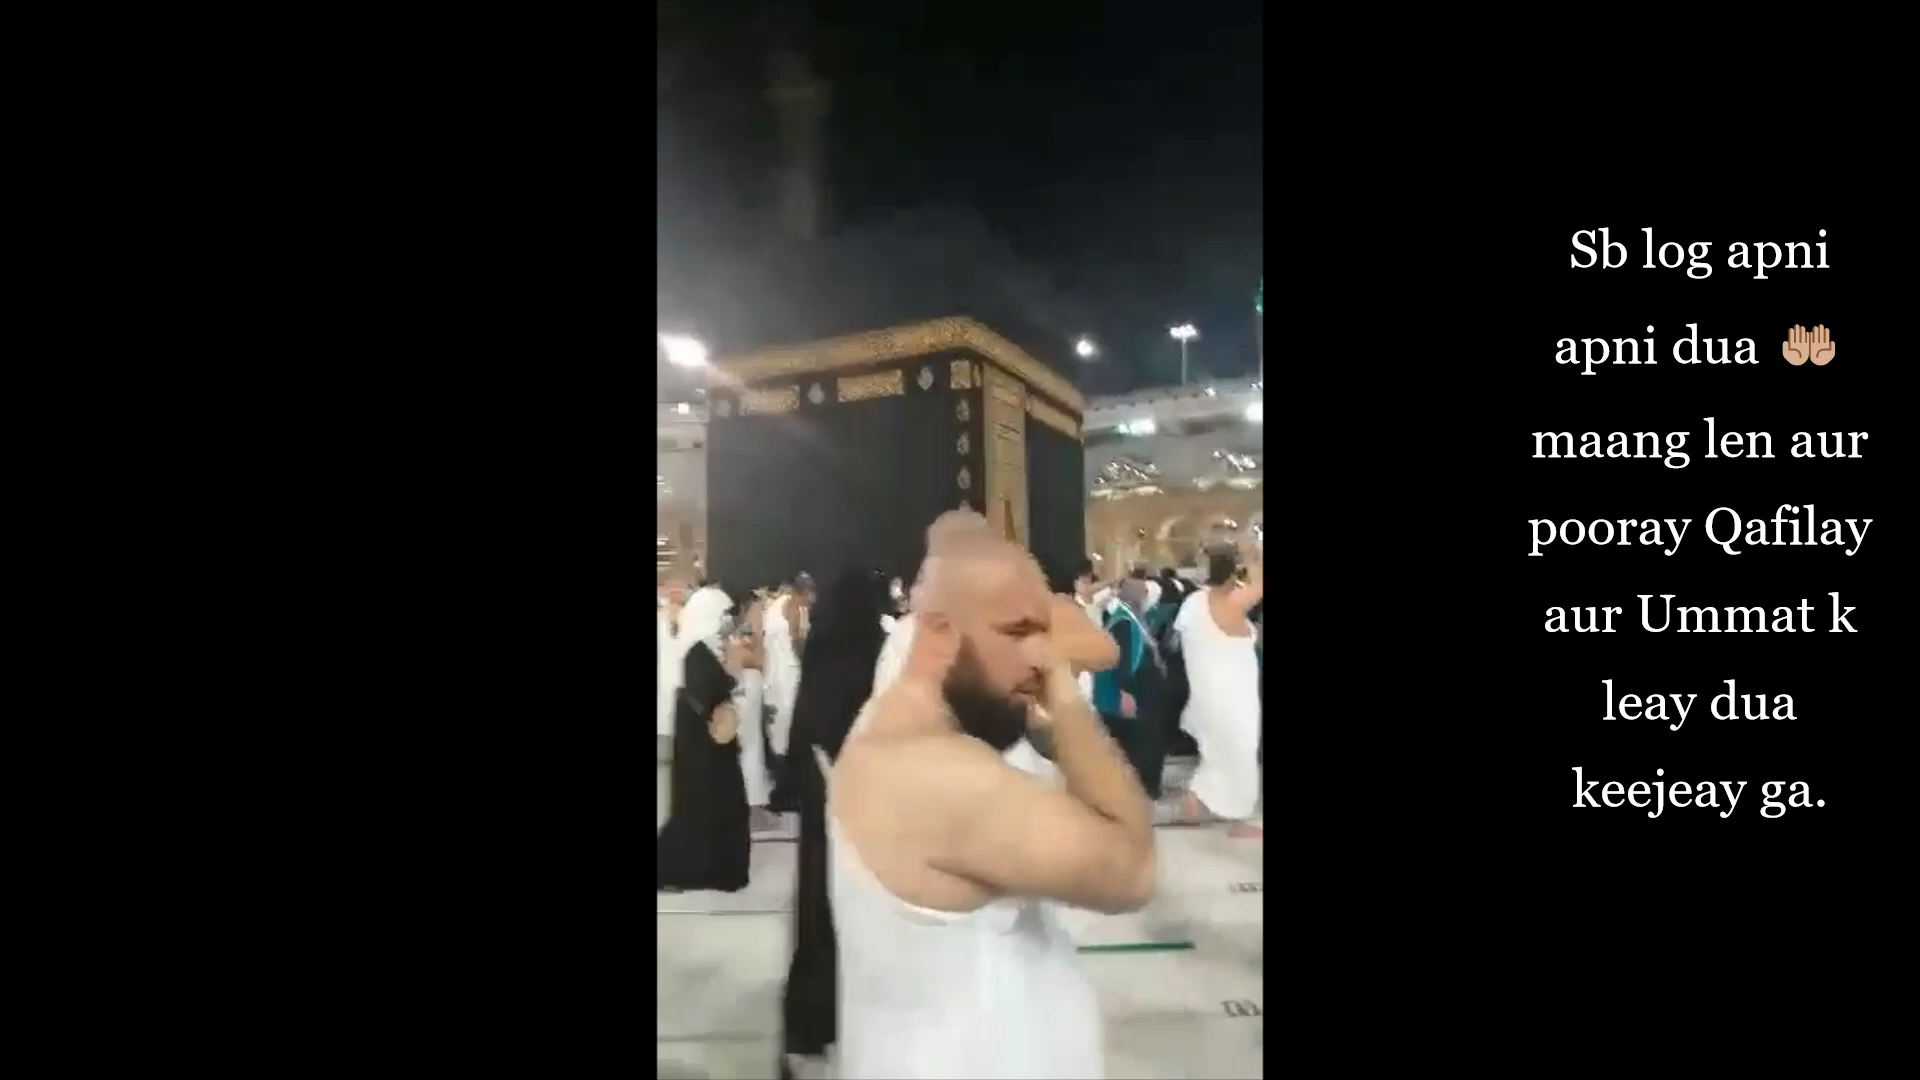 Sb log apni
apni dua 🤲🏼
maang len aur
pooray Qafilay
aur Ummat k
leay dua
keejeay ga.